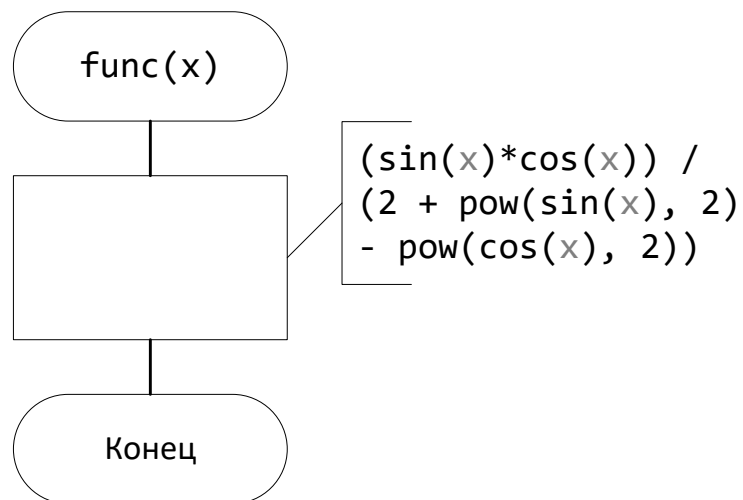 func(x)
(sin(x)*cos(x)) /
(2 + pow(sin(x), 2)
- pow(cos(x), 2))
Конец